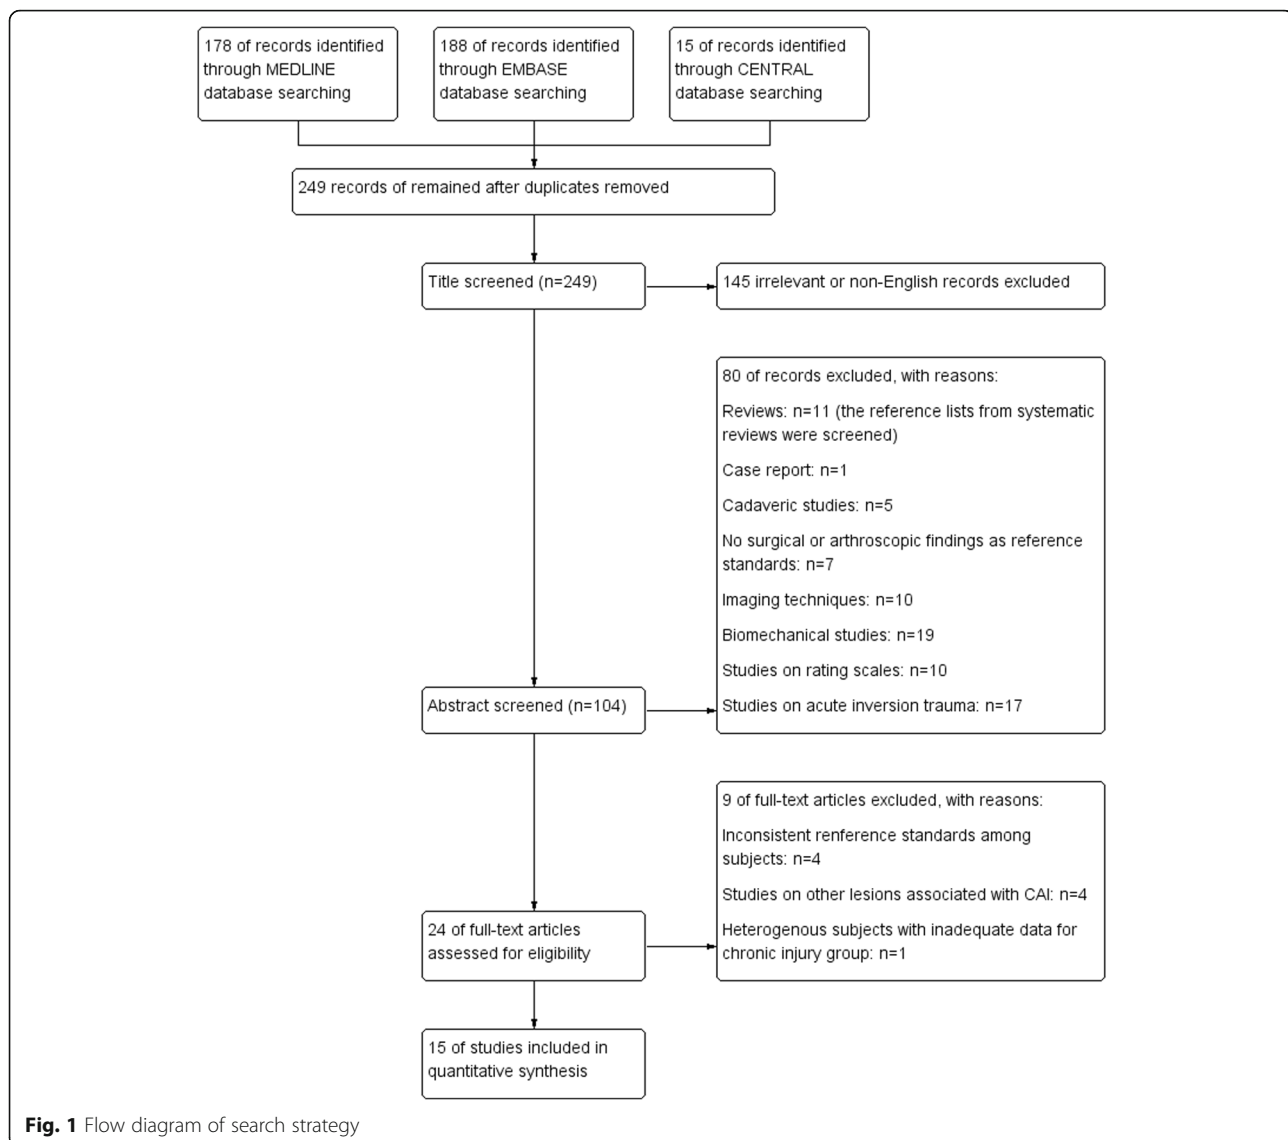 178 of records identified
through MEDLINE
database searching
188 of records identified
through EMBASE
database searching
15 of records identified
through CENTRAL
database searching
249 records of remained after duplicates removed
Title screened (n=249)
145 irrelevant or non-English records excluded
80 of records excluded, with reasons:
Reviews: n=11 (the reference lists from systematic
reviews were screened)
Case report: n=1
Cadaveric studies: n=5
No surgical or arthroscopic findings as reference
standards: n=7
Imaging techniques: n=10
Biomechanical studies: n=19
Studies on rating scales: n=10
Studies on acute inversion trauma: n=17
Abstract screened (n=104)
9 of full-text articles excluded, with reasons:
Inconsistent renference standards among
subjects: n=4
Studies on other lesions associated with CAI: n=4
Heterogenous subjects with inadequate data for
chronic injury group: n=1
24 of full-text articles
assessed for eligibility
15 of studies included in
quantitative synthesis
Fig. 1 Flow diagram of search strategy